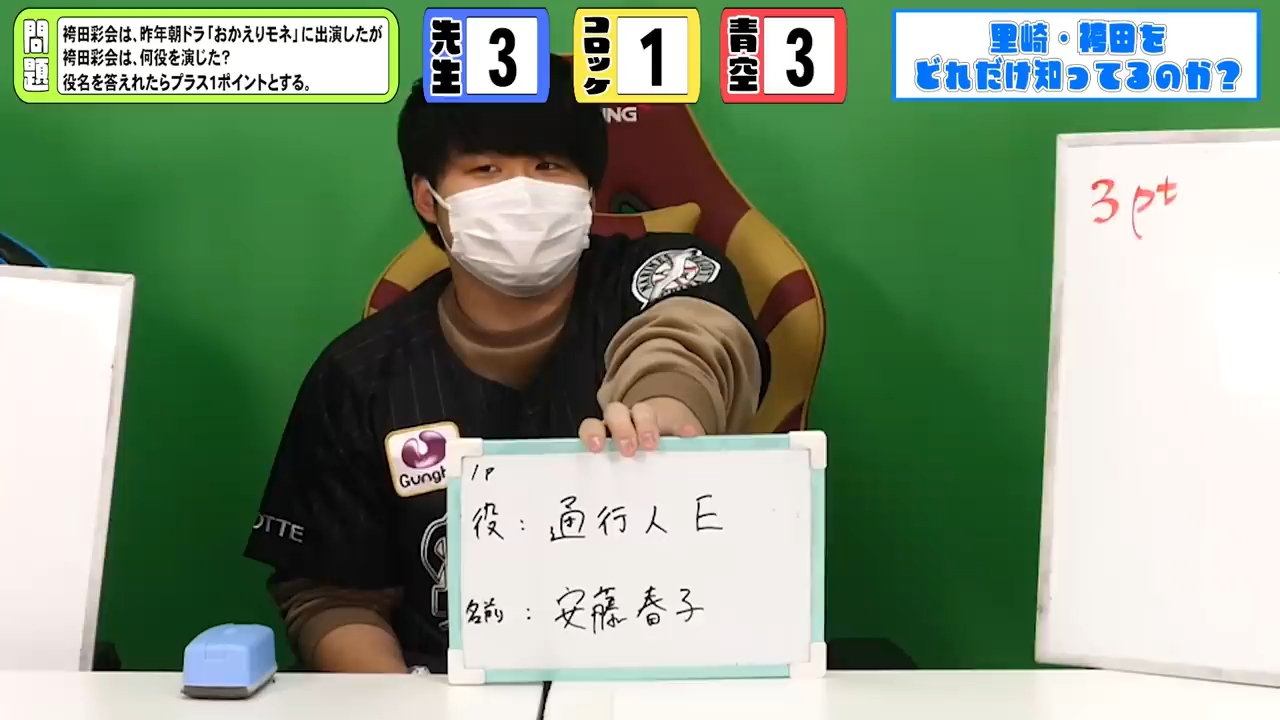 問題
袴田彩会は、昨年朝ドラ「おかえりモネ」に出演したが
袴田彩会は、何役を演じた？
役名を答えれたらプラス1ポイントとする。
先生 3
コロッケ 1
青空 3
里崎・袴田を
どれだけ知ってるのか？
3pt
1P
役：通行人E
名前：安藤春子